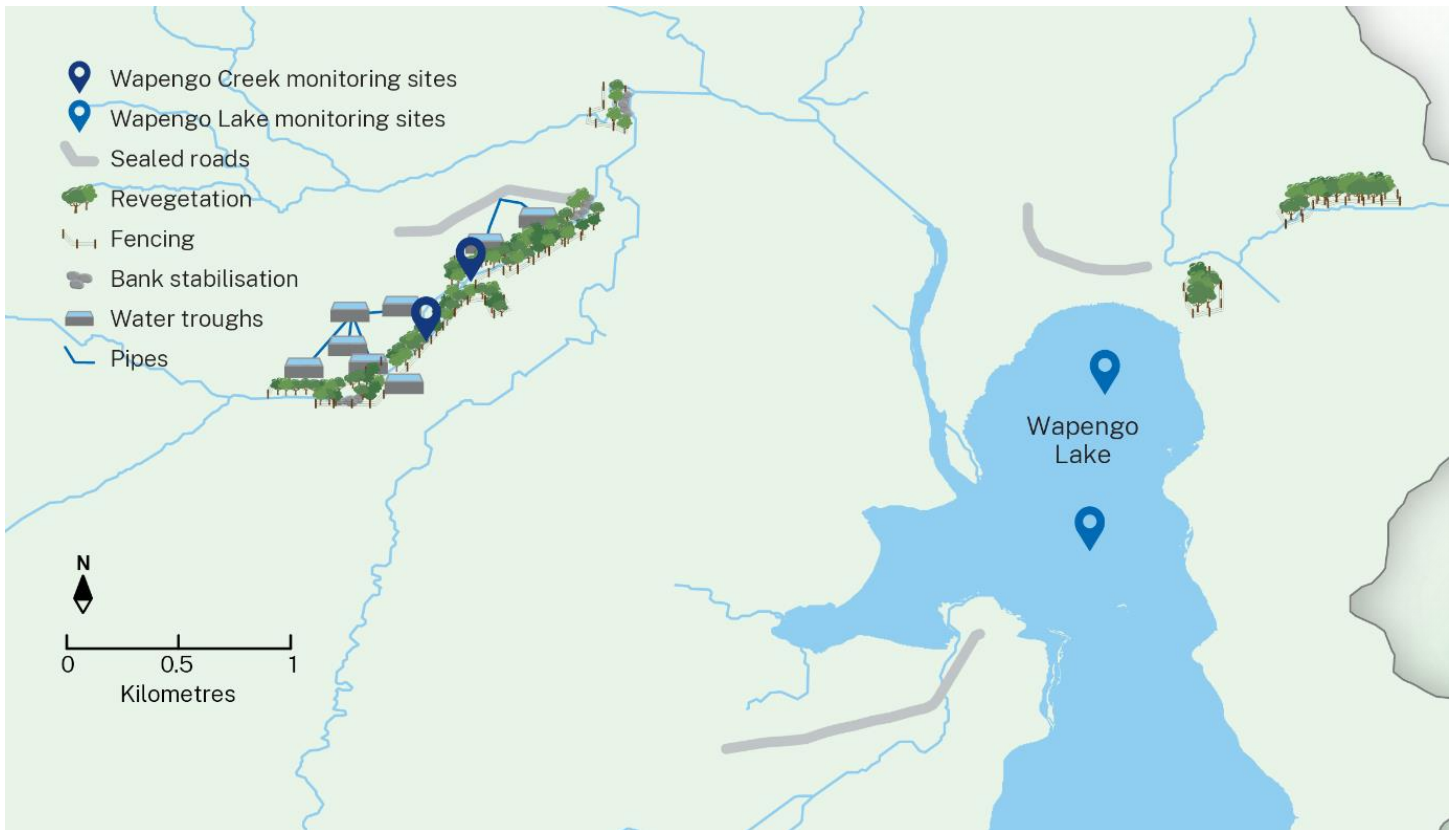 Wapengo Creek monitoring sites
Wapengo Lake monitoring sites
Sealed roads
Revegetation
Fencing
Bank stabilisation
Water troughs
Pipes
Wapengo
Lake
N
0 0.5 1
Kilometres